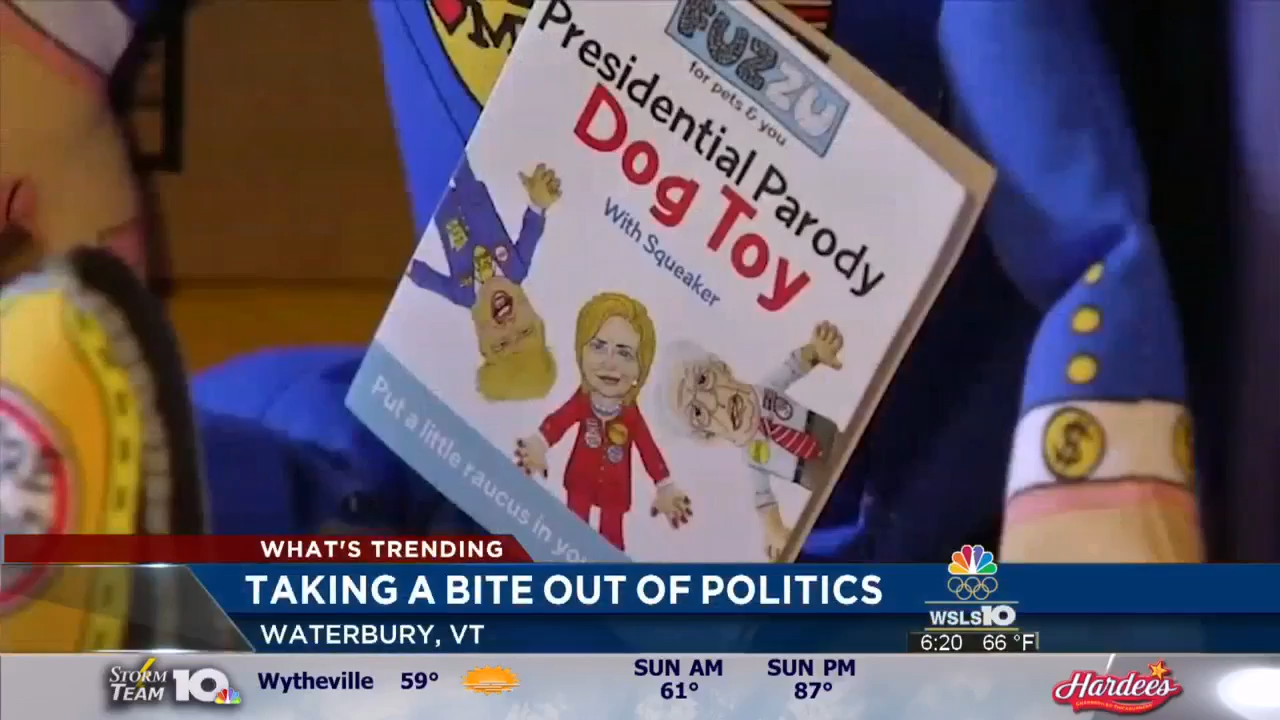 FUZZU
for pets & you
Presidential Parody
Dog Toy
With Squeaker
Put a little raucus in
WHAT'S TRENDING
TAKING A BITE OUT OF POLITICS
WATERBURY, VT
WSLS10
6:20 66 °F
STORM TEAM 10
Wytheville 59°
SUN AM
61°
SUN PM
87°
Hardee's